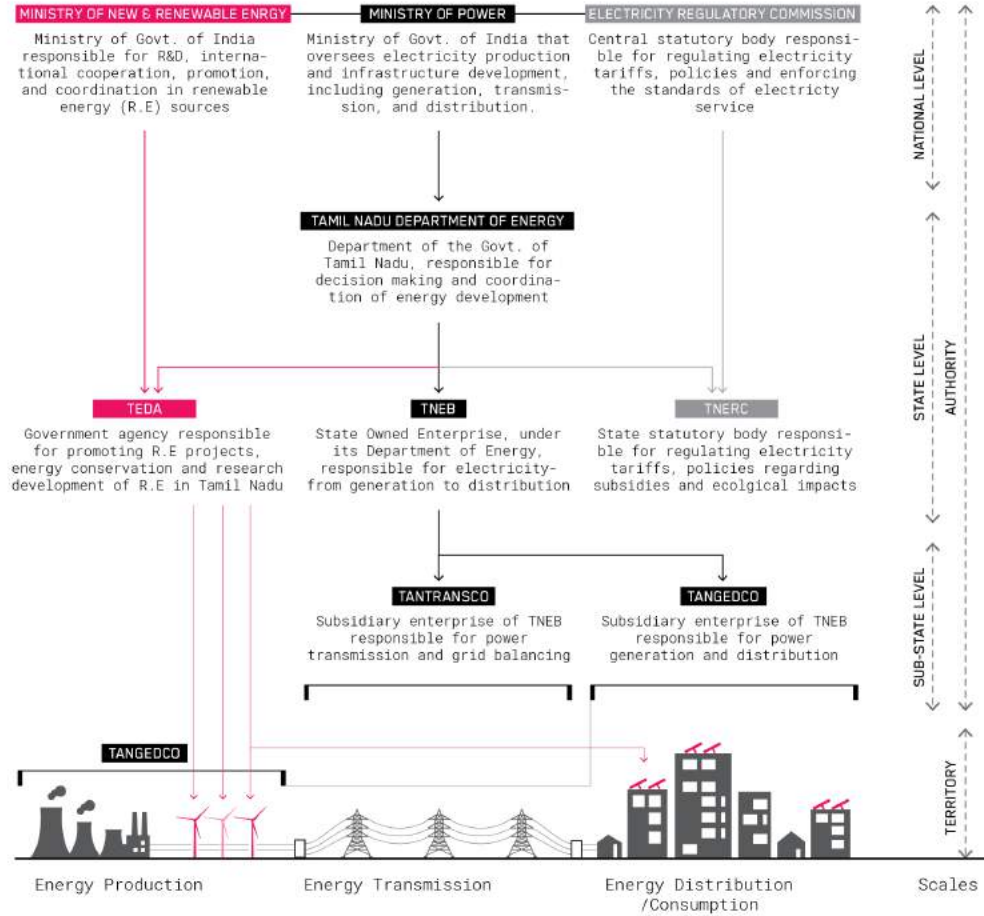 MINISTRY OF NEW & RENEWABLE ENRGY
Ministry of Govt. of India
responsible for R&D, interna-
tional cooperation, promotion,
and coordination in renewable
energy (R.E) sources
MINISTRY OF POWER
Ministry of Govt. of India that
oversees electricity production
and infrastructure development,
including generation, transmis-
sion, and distribution.
ELECTRICITY REGULATORY COMMISSION
Central statutory body responsi-
ble for regulating electricity
tariffs, policies and enforcing
the standards of electricty
service
NATIONAL LEVEL
TAMIL NADU DEPARTMENT OF ENERGY
Department of the Govt. of
Tamil Nadu, responsible for
decision making and coordina-
tion of energy development
STATE LEVEL
AUTHORITY
TEDA
Government agency responsible
for promoting R.E projects,
energy conservation and research
development of R.E in Tamil Nadu
TNEB
State Owned Enterprise, under
its Department of Energy,
responsible for electricity-
from generation to distribution
TNERC
State statutory body responsi-
ble for regulating electricity
tariffs, policies regarding
subsidies and ecolgical impacts
SUB-STATE LEVEL
TANTRANSCO
Subsidiary enterprise of TNEB
responsible for power
transmission and grid balancing
TANGEDCO
Subsidiary enterprise of TNEB
responsible for power
generation and distribution
TANGEDCO
TERRITORY
Energy Production
Energy Transmission
Energy Distribution
/Consumption
Scales